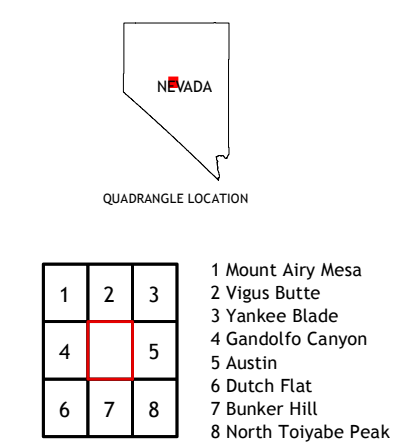 NEVADA
QUADRANGLE LOCATION
1 2 3
4 5
6 7 8
1 Mount Airy Mesa
2 Vigus Butte
3 Yankee Blade
4 Gandolfo Canyon
5 Austin
6 Dutch Flat
7 Bunker Hill
8 North Toiyabe Peak